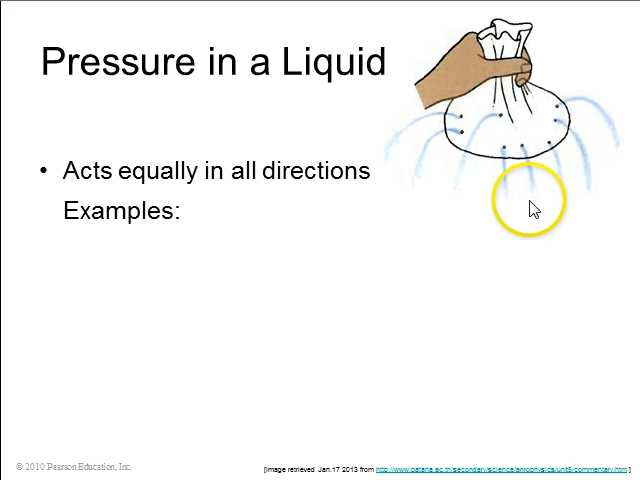 Pressure in a Liquid
• Acts equally in all directions
Examples:
© 2010 Pearson Education, Inc.
[Image retrieved Jan.17 2013 from http://www.patana.ac.th/secondary/science/anrophysics/unit5/commentary.htm ]